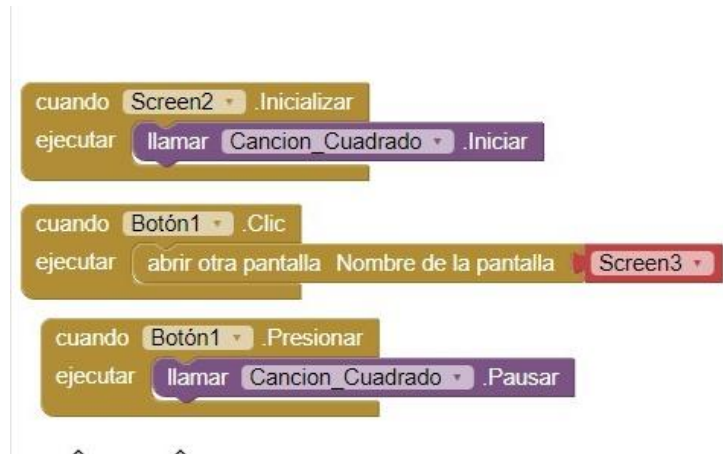 cuando Screen2 .Inicializar
ejecutar llamar Cancion_Cuadrado .Iniciar
cuando Botón1 .Clic
ejecutar abrir otra pantalla Nombre de la pantalla Screen3
cuando Botón1 .Presionar
ejecutar llamar Cancion_Cuadrado .Pausar